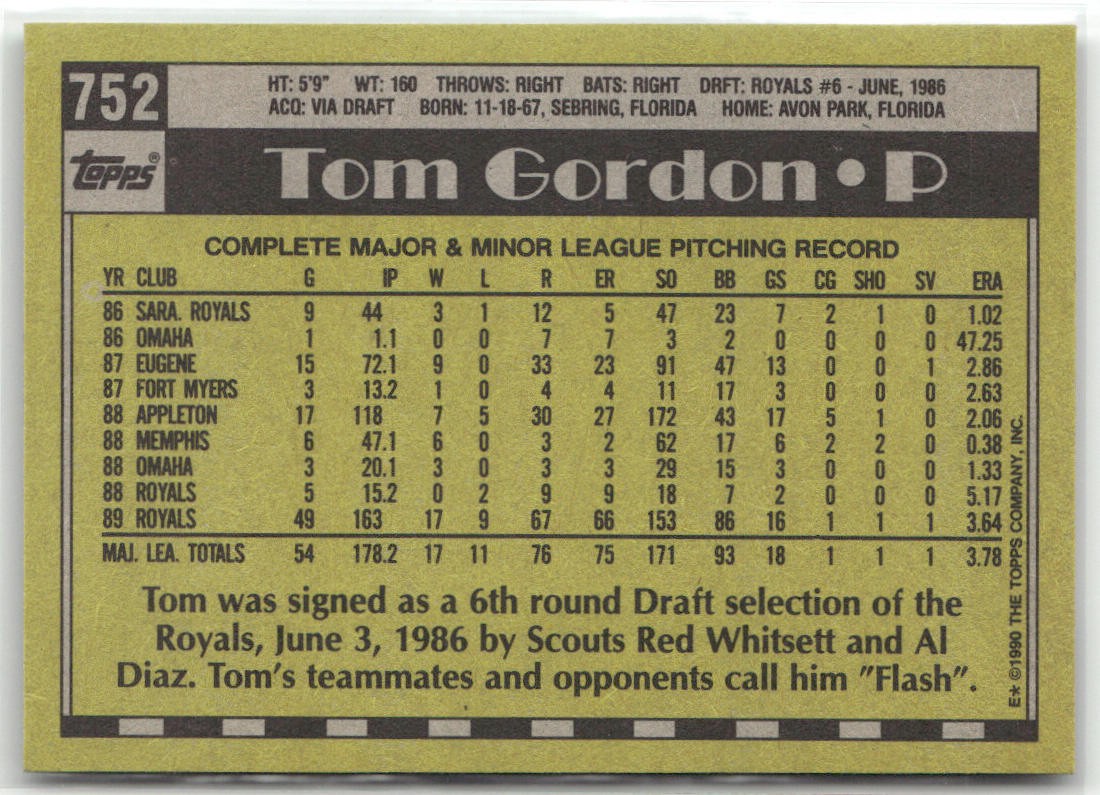 752
HT: 5'9" WT: 160 THROWS: RIGHT BATS: RIGHT DRFT: ROYALS #6 - JUNE, 1986
ACQ: VIA DRAFT BORN: 11-18-67, SEBRING, FLORIDA HOME: AVON PARK, FLORIDA
topps®
Tom Gordon • P
COMPLETE MAJOR & MINOR LEAGUE PITCHING RECORD
YR CLUB G IP W L R ER SO BB GS CG SHO SV ERA
86 SARA. ROYALS 9 44 3 1 12 5 47 23 7 2 1 0 1.02
86 OMAHA 1 1.1 0 0 7 7 3 2 0 0 0 0 47.25
87 EUGENE 15 72.1 9 0 33 23 91 47 13 0 0 1 2.86
87 FORT MYERS 3 13.2 1 0 4 4 11 17 3 0 0 0 2.63
88 APPLETON 17 118 7 5 30 27 172 43 17 5 1 0 2.06
88 MEMPHIS 6 47.1 6 0 3 2 62 17 6 2 2 0 0.38
88 OMAHA 3 20.1 3 0 3 3 29 15 3 0 0 0 1.33
88 ROYALS 5 15.2 0 2 9 9 18 7 2 0 0 0 5.17
89 ROYALS 49 163 17 9 67 66 153 86 16 1 1 1 3.64
MAJ. LEA. TOTALS 54 178.2 17 11 76 75 171 93 18 1 1 1 3.78
Tom was signed as a 6th round Draft selection of the
Royals, June 3, 1986 by Scouts Red Whitsett and Al
Diaz. Tom's teammates and opponents call him "Flash".
E* ©1990 THE TOPPS COMPANY, INC.